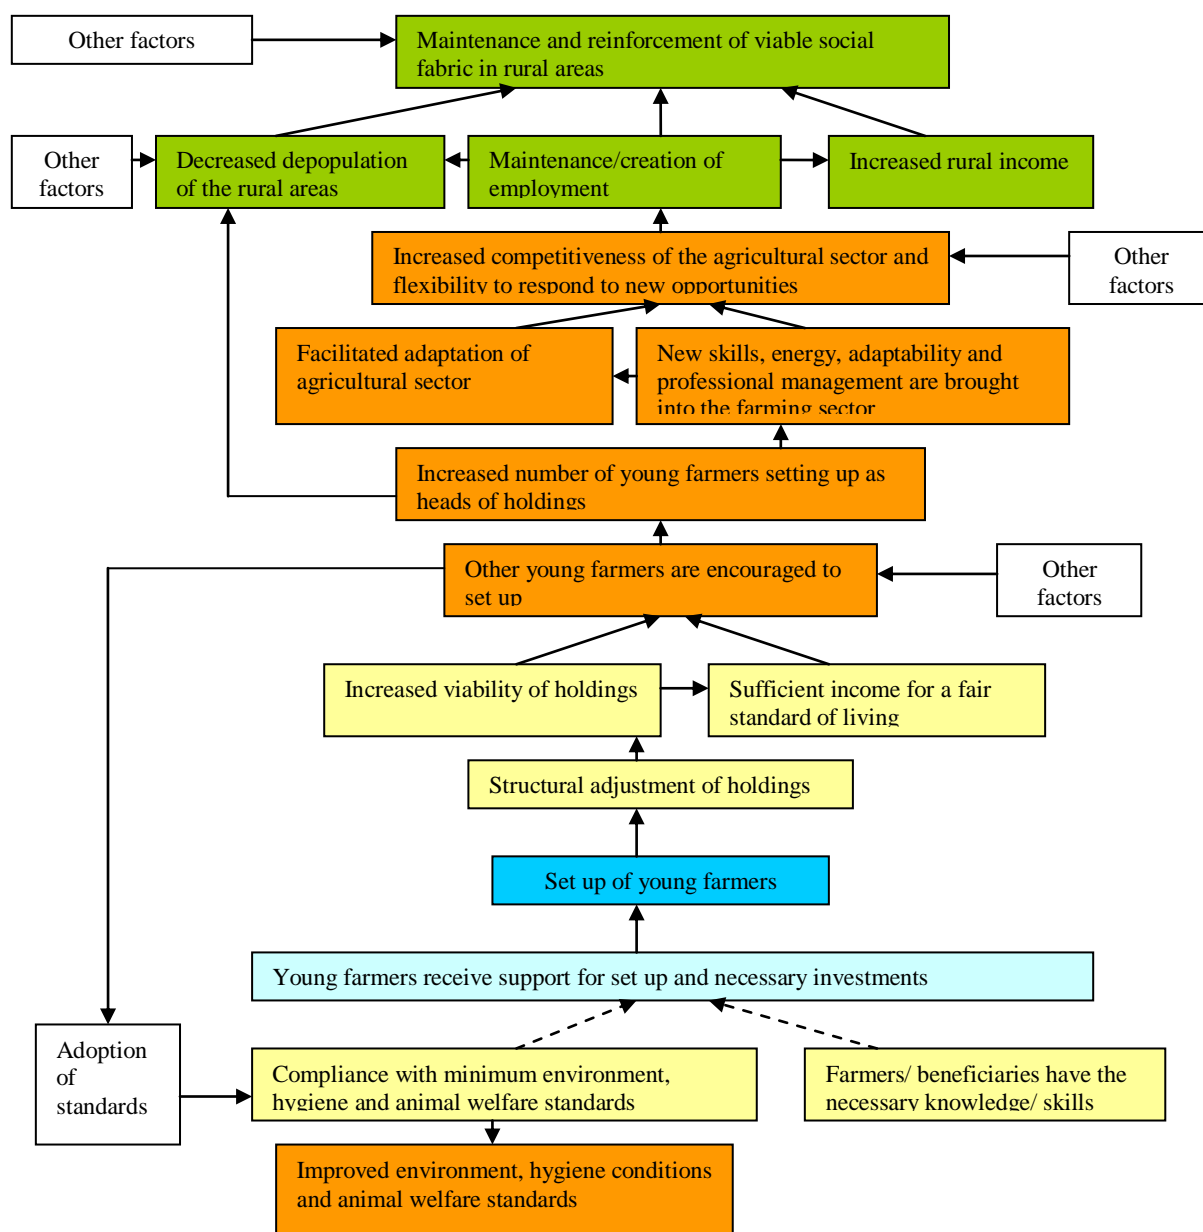 Other factors
Maintenance and reinforcement of viable social
fabric in rural areas
Other
factors
Decreased depopulation
of the rural areas
Maintenance/creation of
employment
Increased rural income
Increased competitiveness of the agricultural sector and
flexibility to respond to new opportunities
Other
factors
Facilitated adaptation of
agricultural sector
New skills, energy, adaptability and
professional management are brought
into the farming sector
Increased number of young farmers setting up as
heads of holdings
Other young farmers are encouraged to
set up
Other
factors
Increased viability of holdings
Sufficient income for a fair
standard of living
Structural adjustment of holdings
Set up of young farmers
Young farmers receive support for set up and necessary investments
Adoption
of
standards
Compliance with minimum environment,
hygiene and animal welfare standards
Farmers/ beneficiaries have the
necessary knowledge/ skills
Improved environment, hygiene conditions
and animal welfare standards